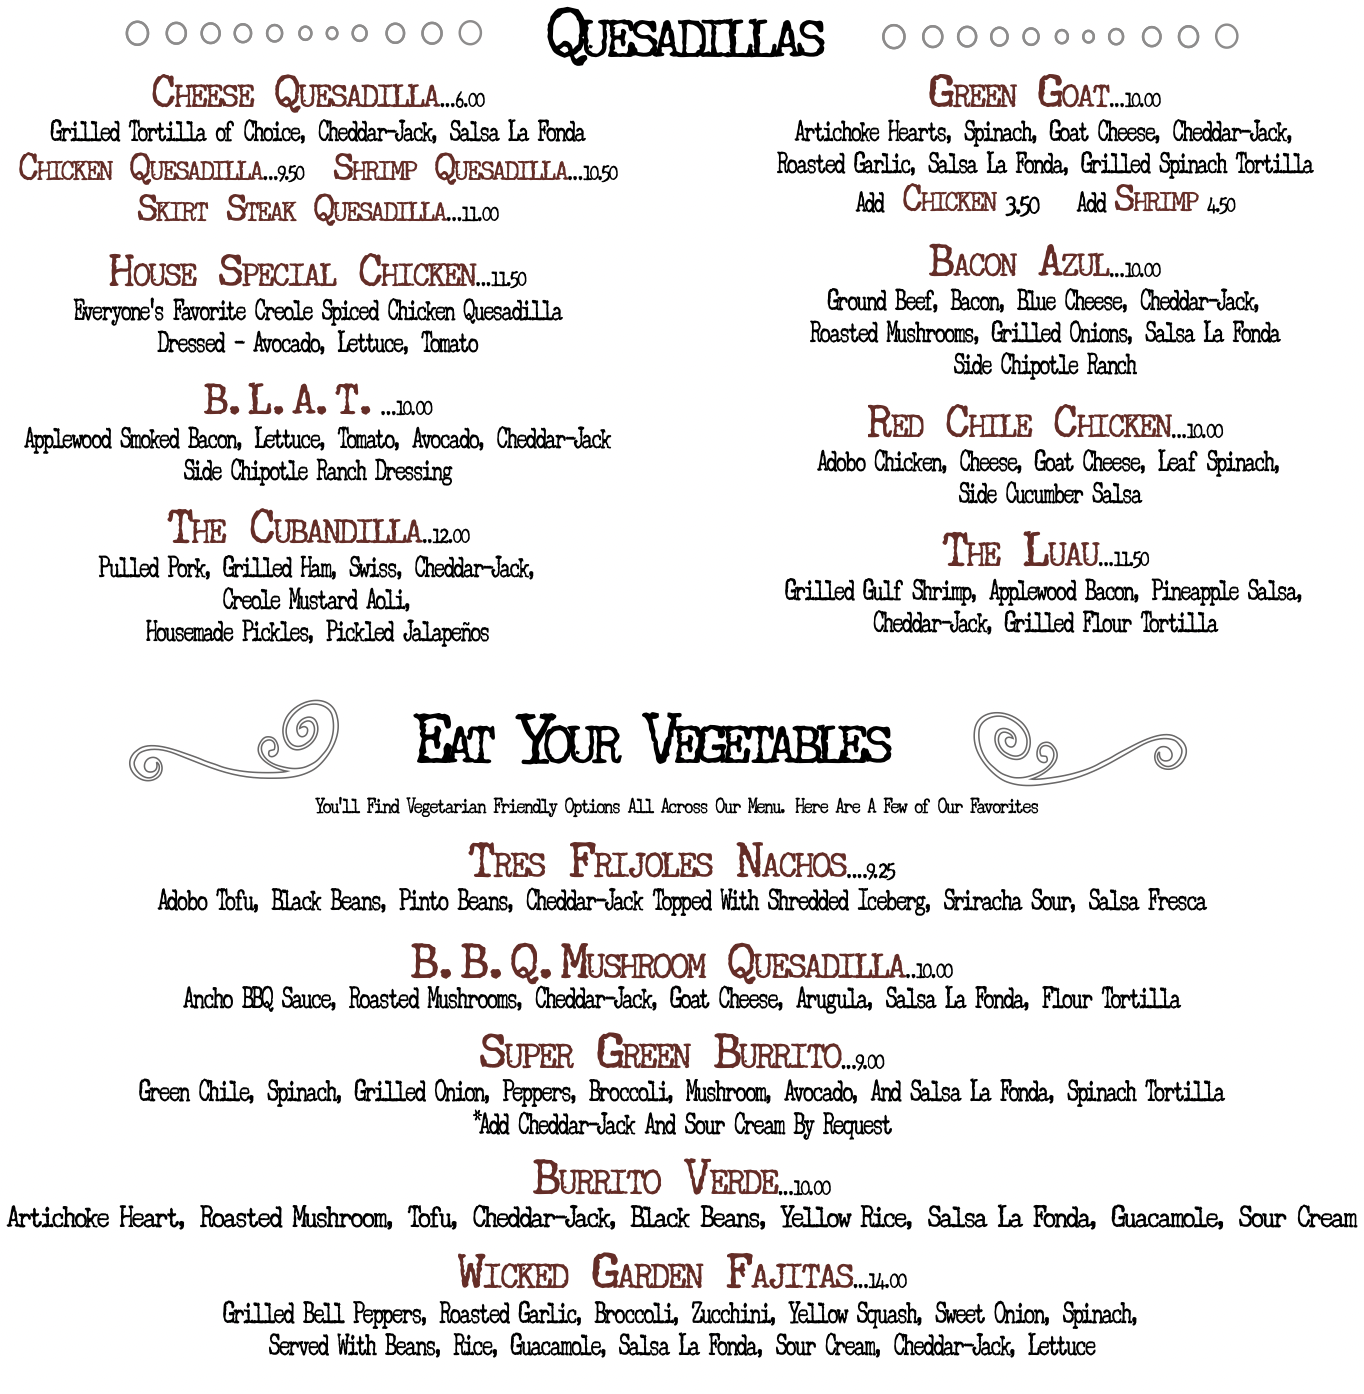 Quesadillas
Cheese Quesadilla...6.00
Grilled Tortilla of Choice, Cheddar-Jack, Salsa La Fonda
Chicken Quesadilla...9.50 Shrimp Quesadilla...10.50
Skirt Steak Quesadilla...11.00
House Special Chicken...11.50
Everyone's Favorite Creole Spiced Chicken Quesadilla
Dressed - Avocado, Lettuce, Tomato
B.L.A.T. ...10.00
Applewood Smoked Bacon, Lettuce, Tomato, Avocado, Cheddar-Jack
Side Chipotle Ranch Dressing
The Cubandilla..12.00
Pulled Pork, Grilled Ham, Swiss, Cheddar-Jack,
Creole Mustard Aoli,
Housemade Pickles, Pickled Jalapeños
Green Goat...10.00
Artichoke Hearts, Spinach, Goat Cheese, Cheddar-Jack,
Roasted Garlic, Salsa La Fonda, Grilled Spinach Tortilla
Add Chicken 3.50 Add Shrimp 4.50
Bacon Azul...10.00
Ground Beef, Bacon, Blue Cheese, Cheddar-Jack,
Roasted Mushrooms, Grilled Onions, Salsa La Fonda
Side Chipotle Ranch
Red Chile Chicken...10.00
Adobo Chicken, Cheese, Goat Cheese, Leaf Spinach,
Side Cucumber Salsa
The Luau...11.50
Grilled Gulf Shrimp, Applewood Bacon, Pineapple Salsa,
Cheddar-Jack, Grilled Flour Tortilla
Eat Your Vegetables
You'll Find Vegetarian Friendly Options All Across Our Menu. Here Are A Few of Our Favorites
Tres Frijoles Nachos....9.25
Adobo Tofu, Black Beans, Pinto Beans, Cheddar-Jack Topped With Shredded Iceberg, Sriracha Sour, Salsa Fresca
B.B.Q. Mushroom Quesadilla..10.00
Ancho BBQ Sauce, Roasted Mushrooms, Cheddar-Jack, Goat Cheese, Arugula, Salsa La Fonda, Flour Tortilla
Super Green Burrito...9.00
Green Chile, Spinach, Grilled Onion, Peppers, Broccoli, Mushroom, Avocado, And Salsa La Fonda, Spinach Tortilla
*Add Cheddar-Jack And Sour Cream By Request
Burrito Verde...10.00
Artichoke Heart, Roasted Mushroom, Tofu, Cheddar-Jack, Black Beans, Yellow Rice, Salsa La Fonda, Guacamole, Sour Cream
Wicked Garden Fajitas...14.00
Grilled Bell Peppers, Roasted Garlic, Broccoli, Zucchini, Yellow Squash, Sweet Onion, Spinach,
Served With Beans, Rice, Guacamole, Salsa La Fonda, Sour Cream, Cheddar-Jack, Lettuce